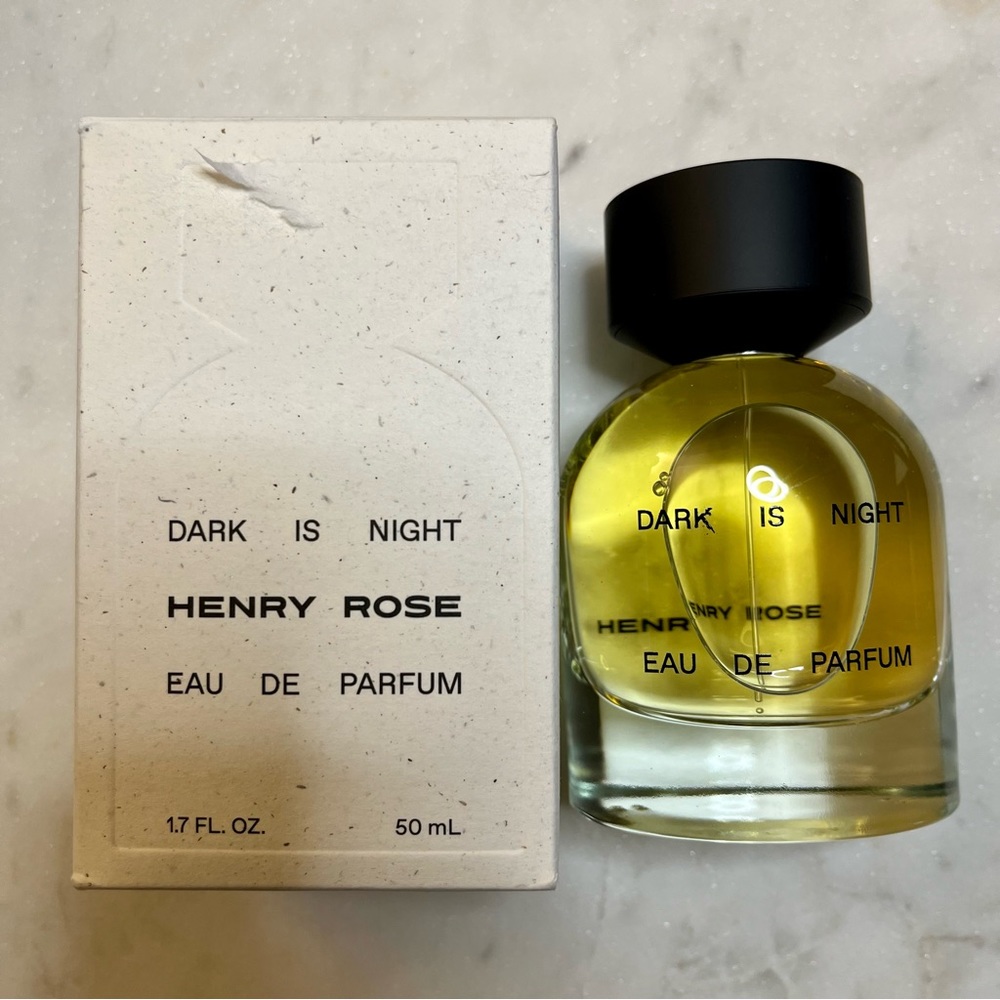 DARK IS NIGHT
HENRY ROSE
EAU DE PARFUM
1.7 FL. OZ. 50 mL
DARK IS NIGHT
HENRY ROSE
EAU DE PARFUM